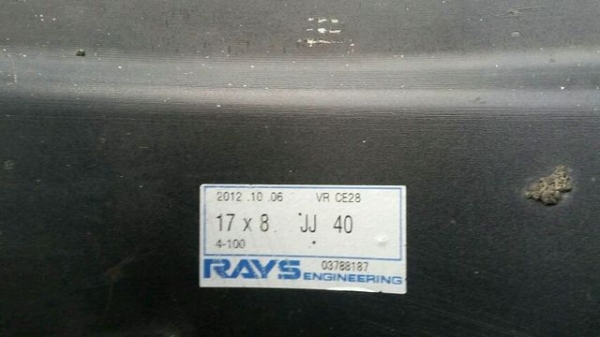 2012 .10 .06 VR CE28
17 x 8 JJ 40
4-100
03788187
RAYS ENGINEERING